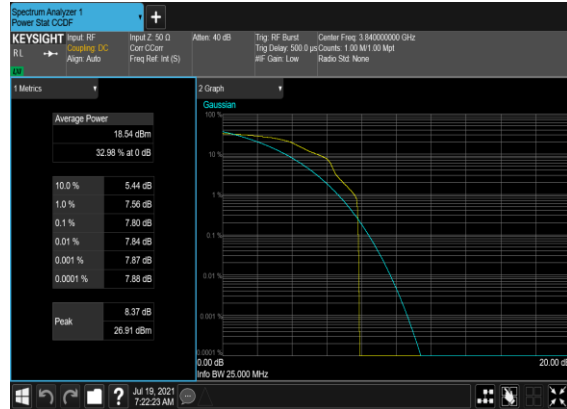 Spectrum Analyzer 1
Power Stat CCDF
+
KEYSIGHT
RL
Input: RF
Coupling: DC
Align: Auto
Input Z: 50 Ω
Corr CCorr
Freq Ref: Int (S)
Atten: 40 dB
Trig: RF Burst
Trig Delay: 500.0 µs
#IF Gain: Low
Center Freq: 3.840000000 GHz
Counts: 1.00 M/1.00 Mpt
Radio Std: None
1 Metrics
Average Power
18.54 dBm
32.98 % at 0 dB
10.0 % 5.44 dB
1.0 % 7.56 dB
0.1 % 7.80 dB
0.01 % 7.84 dB
0.001 % 7.87 dB
0.0001 % 7.88 dB
Peak
8.37 dB
26.91 dBm
2 Graph
Gaussian
100 %
10 %
1 %
0.1 %
0.01 %
0.001 %
0.0001 %
0.00 dB
20.00 dB
Info BW 25.000 MHz
?
Jul 19, 2021
7:22:23 AM